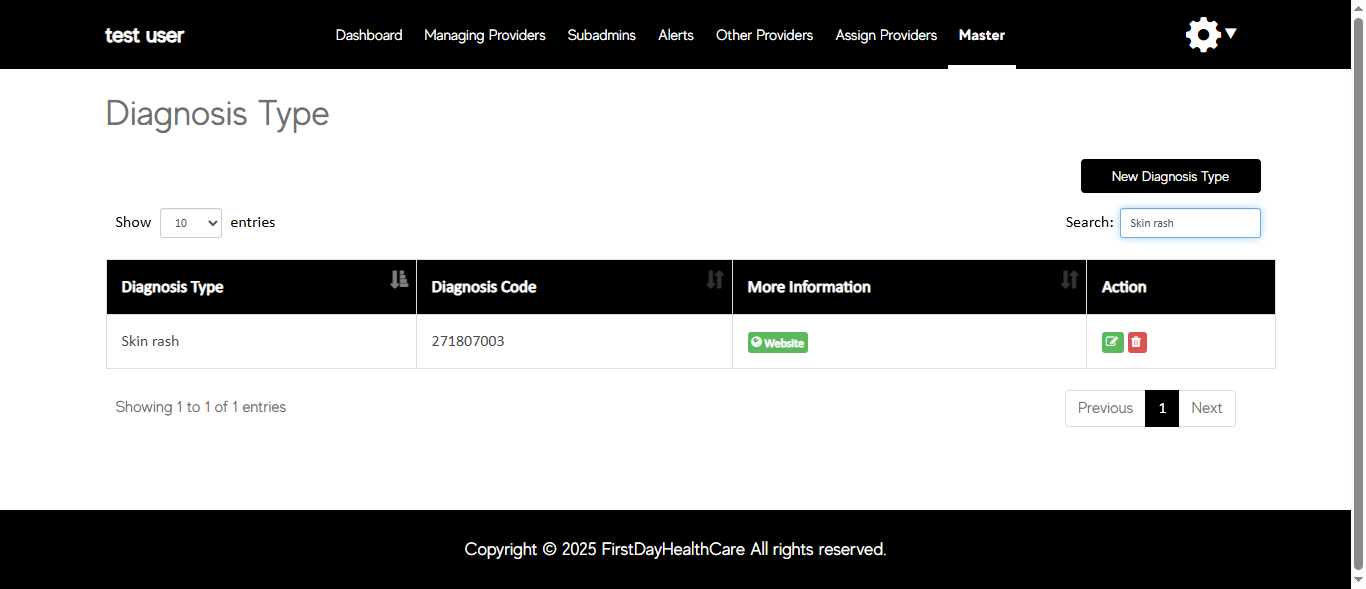 test user Dashboard Managing Providers Subadmins Alerts Other Providers Assign Providers Master
Diagnosis Type
New Diagnosis Type
Show 10 entries Search: Skin rash
Diagnosis Type Diagnosis Code More Information Action
Skin rash 271807003 Website
Showing 1 to 1 of 1 entries Previous 1 Next
Copyright © 2025 FirstDayHealthCare All rights reserved.